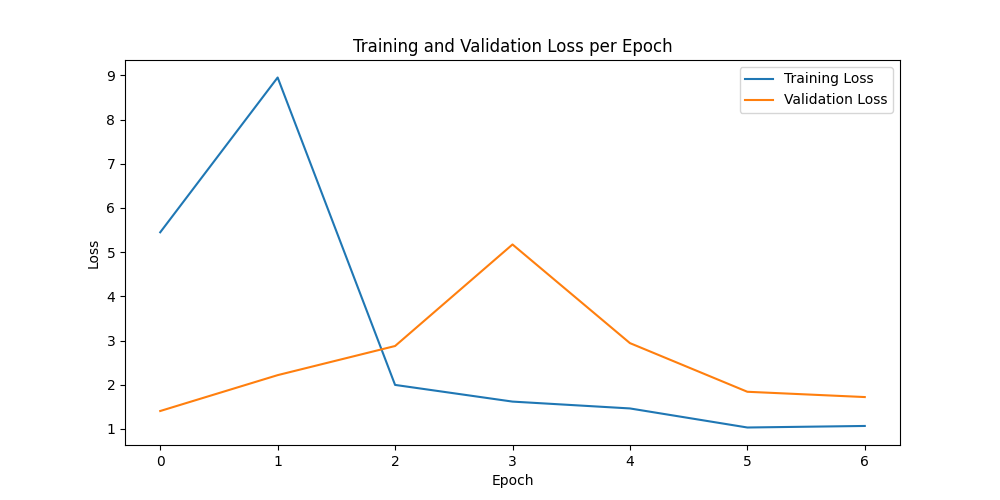 Training and Validation Loss per Epoch
Training Loss
Validation Loss
9
8
7
6
5
4
3
2
1
Loss
0 1 2 3 4 5 6
Epoch